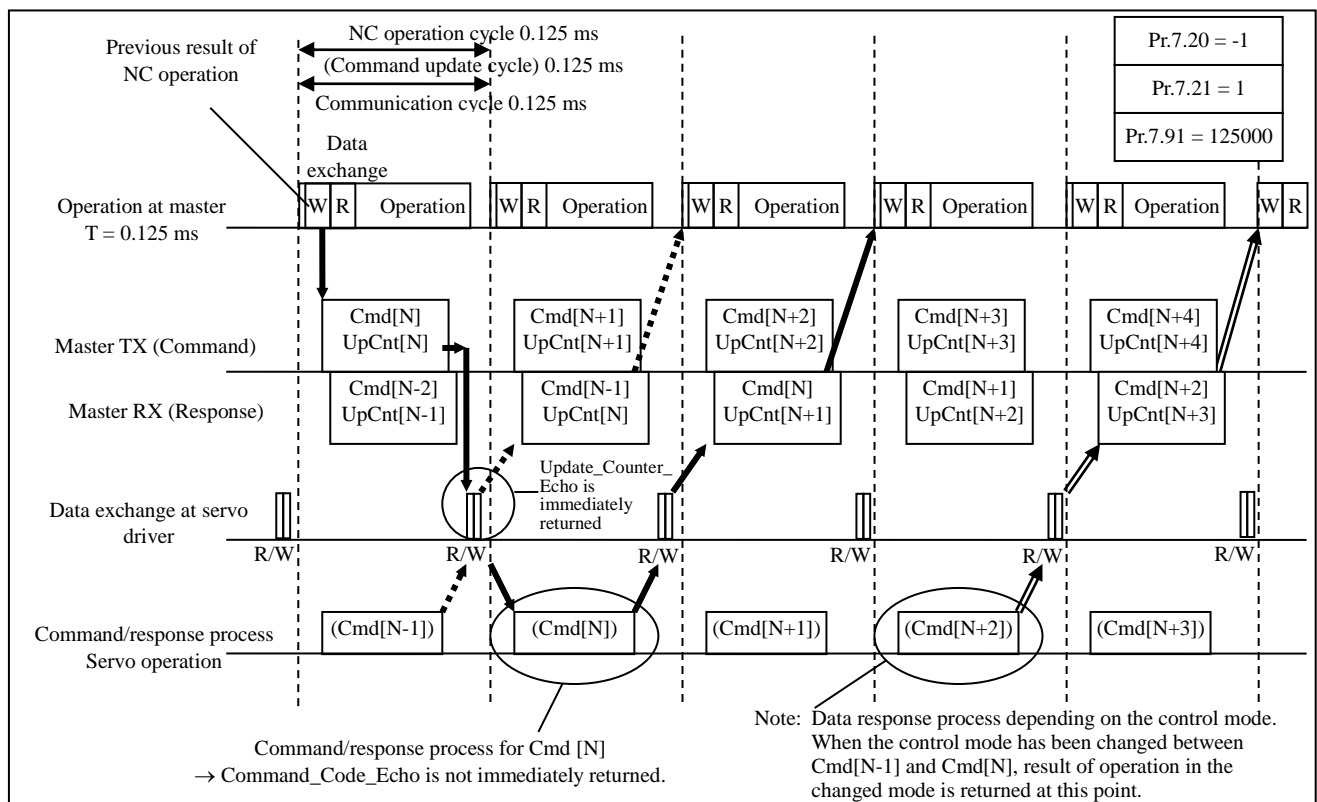 Previous result of
NC operation
NC operation cycle 0.125 ms
(Command update cycle) 0.125 ms
Communication cycle 0.125 ms
Pr.7.20 = -1
Pr.7.21 = 1
Pr.7.91 = 125000
Data
exchange
Operation at master
T = 0.125 ms
W R Operation
W R Operation
W R Operation
W R Operation
W R Operation
W R
Master TX (Command)
Cmd[N]
UpCnt[N]
Cmd[N+1]
UpCnt[N+1]
Cmd[N+2]
UpCnt[N+2]
Cmd[N+3]
UpCnt[N+3]
Cmd[N+4]
UpCnt[N+4]
Master RX (Response)
Cmd[N-2]
UpCnt[N-1]
Cmd[N-1]
UpCnt[N]
Cmd[N]
UpCnt[N+1]
Cmd[N+1]
UpCnt[N+2]
Cmd[N+2]
UpCnt[N+3]
Update_Counter_
Echo is
immediately
returned
Data exchange at servo
driver
R/W
R/W
R/W
R/W
R/W
R/W
Command/response process
Servo operation
(Cmd[N-1])
(Cmd[N])
(Cmd[N+1])
(Cmd[N+2])
(Cmd[N+3])
Command/response process for Cmd [N]
→ Command_Code_Echo is not immediately returned.
Note: Data response process depending on the control mode.
When the control mode has been changed between
Cmd[N-1] and Cmd[N], result of operation in the
changed mode is returned at this point.